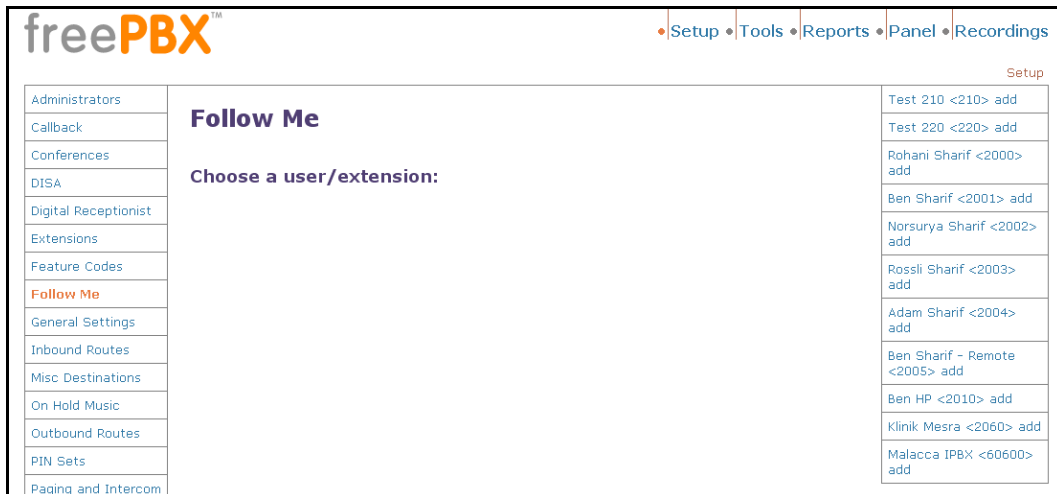 freePBX™
Setup Tools Reports Panel Recordings
Setup
Administrators
Callback
Conferences
DISA
Digital Receptionist
Extensions
Feature Codes
Follow Me
General Settings
Inbound Routes
Misc Destinations
On Hold Music
Outbound Routes
PIN Sets
Paging and Intercom
Follow Me
Choose a user/extension:
Test 210 <210> add
Test 220 <220> add
Rohani Sharif <2000>
add
Ben Sharif <2001> add
Norsurya Sharif <2002>
add
Rossli Sharif <2003>
add
Adam Sharif <2004>
add
Ben Sharif - Remote
<2005> add
Ben HP <2010> add
Klinik Mesra <2060> add
Malacca IPBX <60600>
add